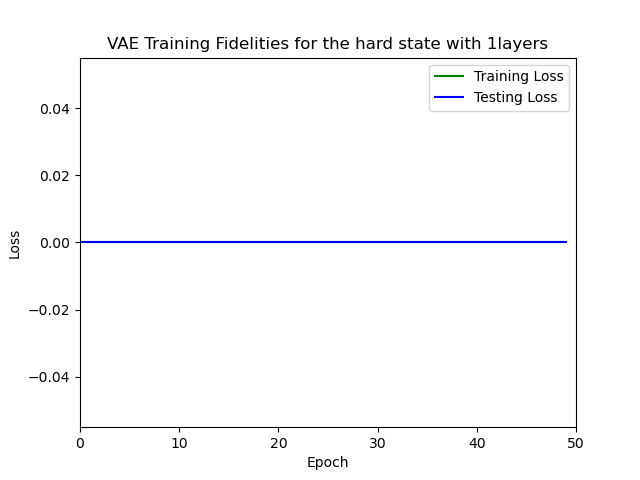 VAE Training Fidelities for the hard state with 1layers
Training Loss
Testing Loss
0.04
0.02
0.00
−0.02
−0.04
Loss
0 10 20 30 40 50
Epoch